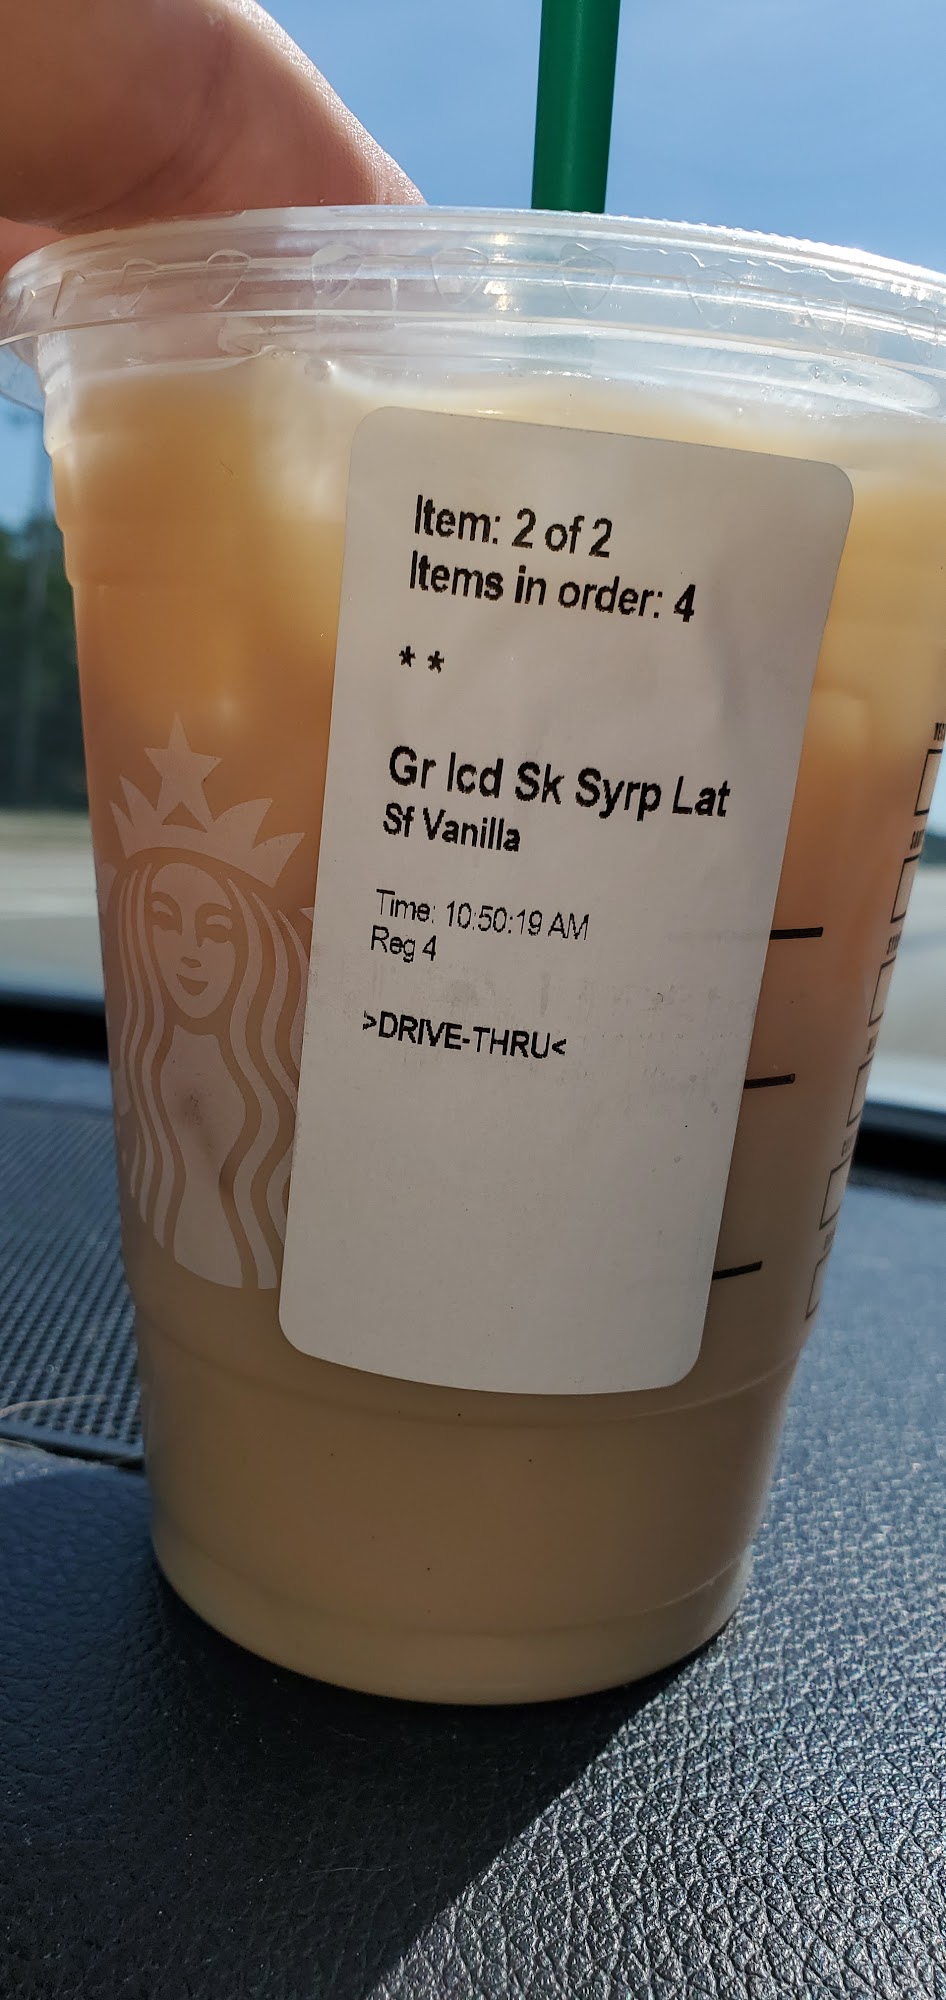 Item: 2 of 2
Items in order: 4
* *
Gr Icd Sk Syrp Lat
Sf Vanilla
Time: 10:50:19 AM
Reg 4
>DRIVE-THRU<